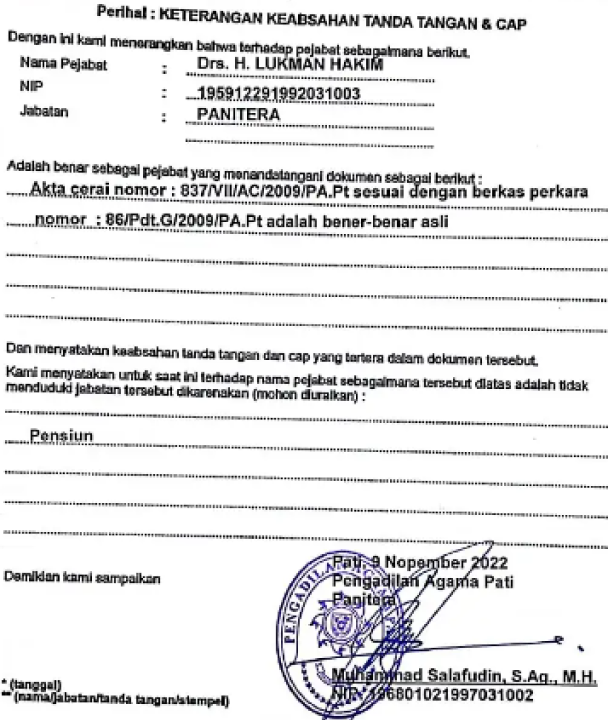 Perihal : KETERANGAN KEABSAHAN TANDA TANGAN & CAP
Dengan ini kami menerangkan bahwa terhadap pejabat sebagaimana berikut.
Nama Pejabat : Drs. H. LUKMAN HAKIM
NIP : 195912291992031003
Jabatan : PANITERA
Adalah benar sebagai pejabat yang menandatangani dokumen sebagai berikut :
Akta cerai nomor : 837/VII/AC/2009/PA.Pt sesuai dengan berkas perkara
nomor : 86/Pdt.G/2009/PA.Pt adalah bener-benar asli
Dan menyatakan keabsahan tanda tangan dan cap yang tertera dalam dokumen tersebut.
Kami menyatakan untuk saat ini terhadap nama pejabat sebagaimana tersebut diatas adalah tidak
menduduki jabatan tersebut dikarenakan (mohon diuraikan) :
Pensiun
Pati, 9 Nopember 2022
Demikian kami sampaikan
Pengadilan Agama Pati
Panitera
PENGADILAN AGAMA
Muhammad Salafudin, S.Ag., M.H.
NIP. 196801021997031002
* (tanggal)
** (nama/jabatan/tanda tangan/stempel)